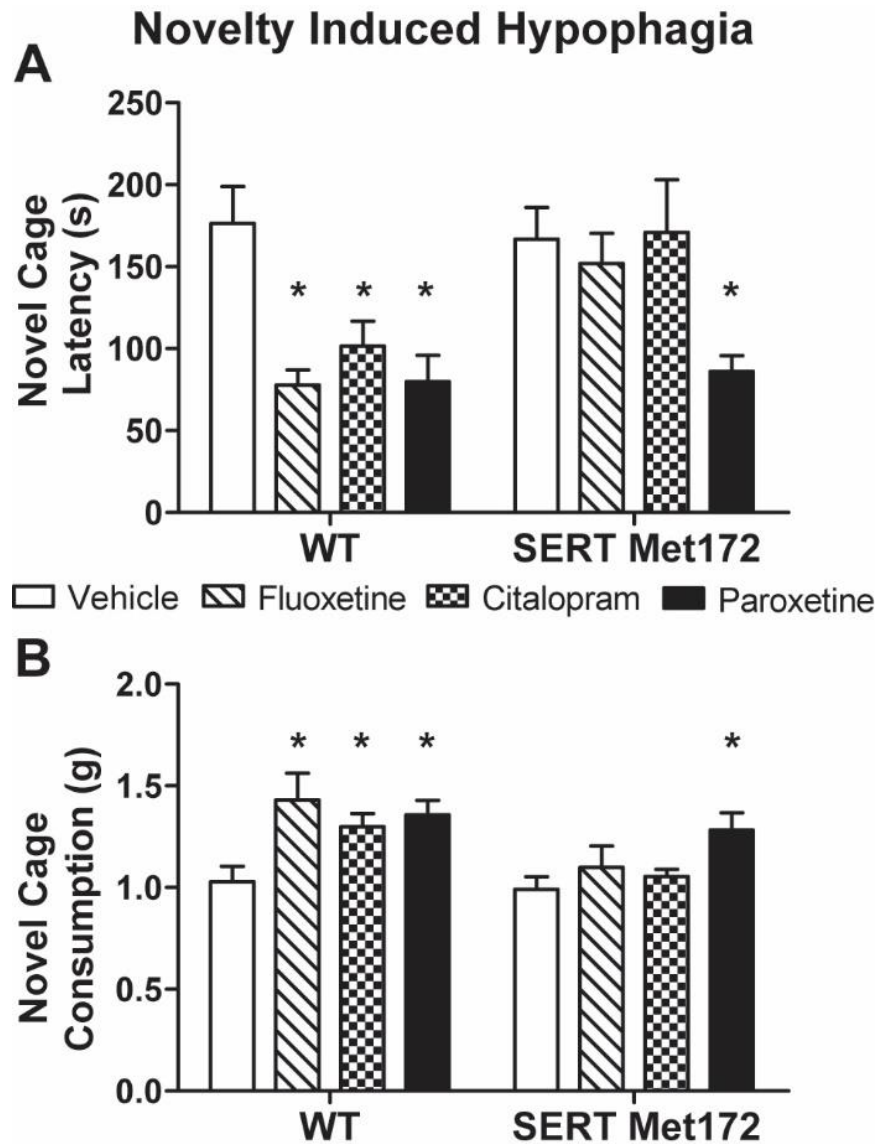 Novelty Induced Hypophagia
A
Novel Cage
Latency (s)
250
200
150
100
50
0
* * * *
WT SERT Met172
Vehicle Fluoxetine Citalopram Paroxetine
B
Novel Cage
Consumption (g)
2.0
1.5
1.0
0.5
0.0
* * * *
WT SERT Met172